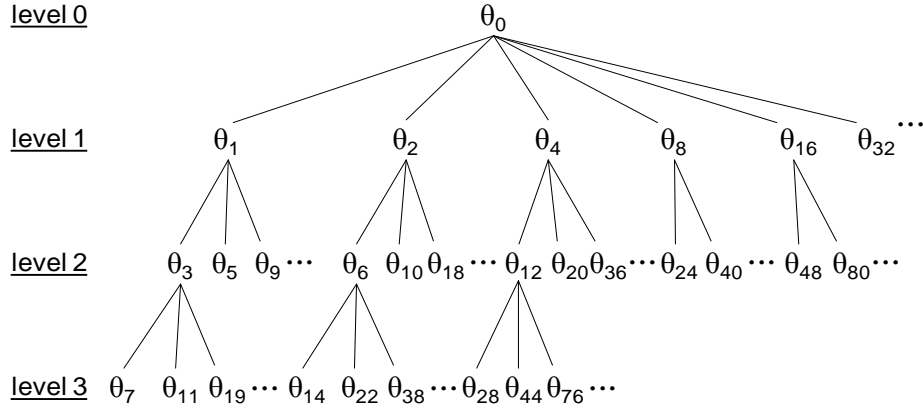 level 0 θ0
level 1 θ1 θ2 θ4 θ8 θ16 θ32 ...
level 2 θ3 θ5 θ9 ... θ6 θ10 θ18 ... θ12 θ20 θ36 ... θ24 θ40 ... θ48 θ80 ...
level 3 θ7 θ11 θ19 ... θ14 θ22 θ38 ... θ28 θ44 θ76 ...